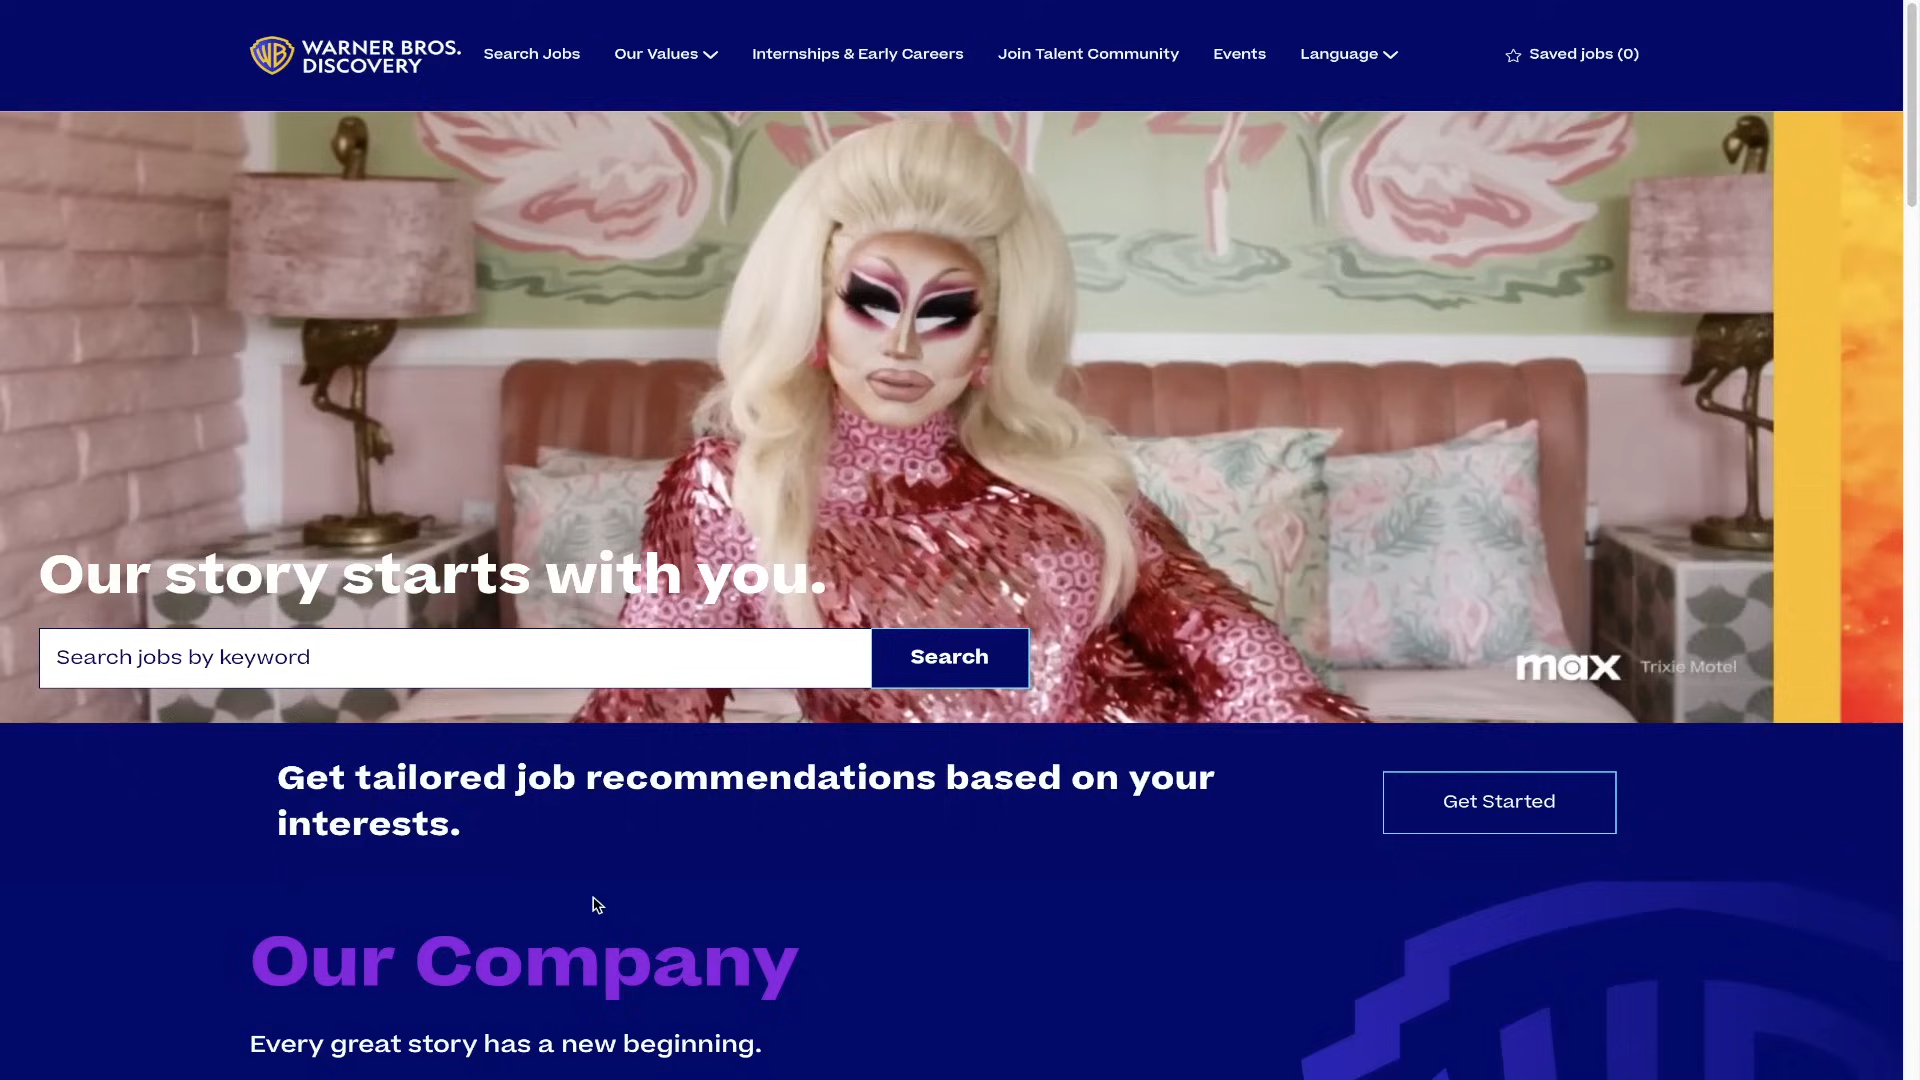 WARNER BROS.
DISCOVERY
Search Jobs
Our Values
Internships & Early Careers
Join Talent Community
Events
Language
Saved jobs (0)
Our story starts with you.
Search jobs by keyword
Search
max
Trixie Motel
Get tailored job recommendations based on your
interests.
Get Started
Our Company
Every great story has a new beginning.